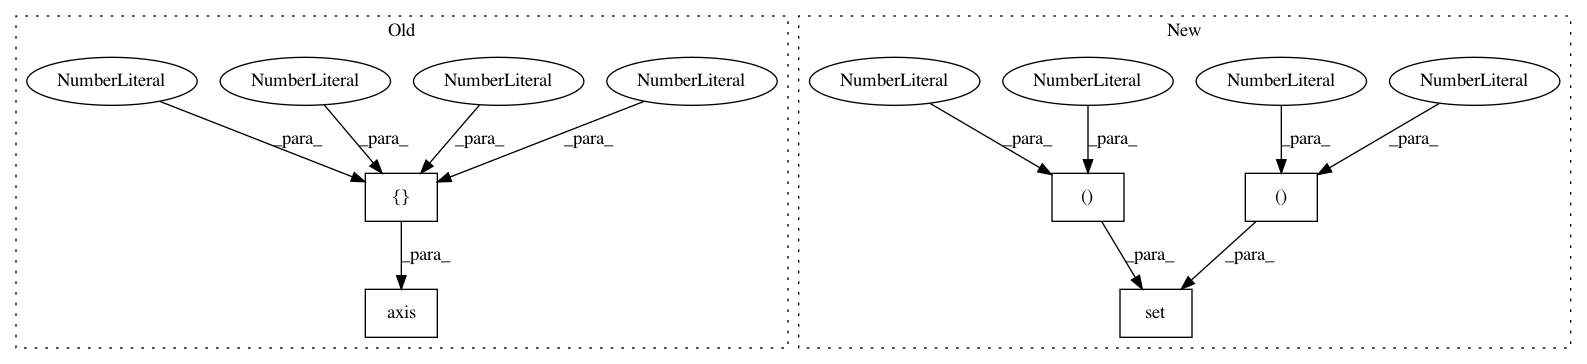 Old
New
NumberLiteral NumberLiteral NumberLiteral NumberLiteral NumberLiteral NumberLiteral NumberLiteral NumberLiteral
_para_ _para_ _para_ _para_ _para_ _para_ _para_ _para_
{} () ()
_para_ _para_ _para_
axis set